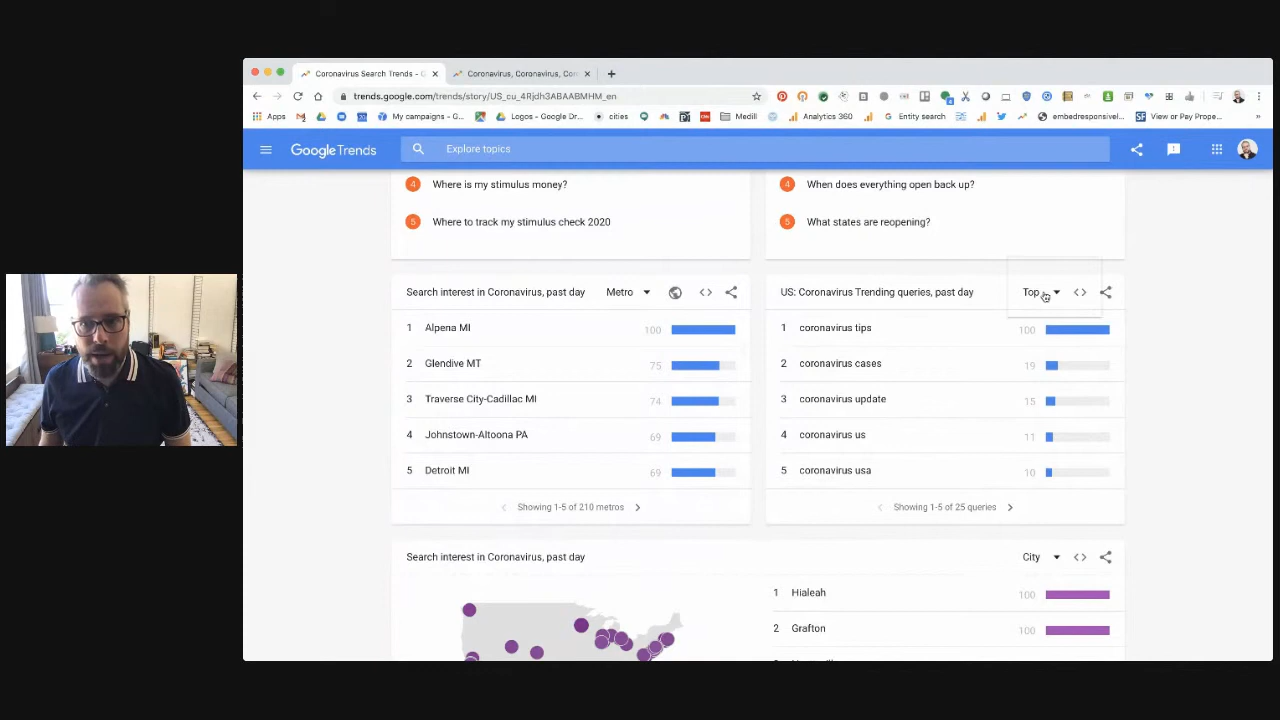 Coronavirus Search Trends - G
Coronavirus, Coronavirus, Cor
trends.google.com/trends/story/US_cu_4Rjdh3ABAABMHM_en
Apps
My campaigns - G...
Logos - Google Dr...
cities
Medill
Analytics 360
Entity search
embedresponsivel...
View or Pay Prope...
GoogleTrends
Explore topics
4 Where is my stimulus money?
5 Where to track my stimulus check 2020
4 When does everything open back up?
5 What states are reopening?
Search interest in Coronavirus, past day Metro
1 Alpena MI 100
2 Glendive MT 75
3 Traverse City-Cadillac MI 74
4 Johnstown-Altoona PA 69
5 Detroit MI 69
Showing 1-5 of 210 metros
US: Coronavirus Trending queries, past day Top
1 coronavirus tips 100
2 coronavirus cases 19
3 coronavirus update 15
4 coronavirus us 11
5 coronavirus usa 10
Showing 1-5 of 25 queries
Search interest in Coronavirus, past day City
1 Hialeah 100
2 Grafton 100